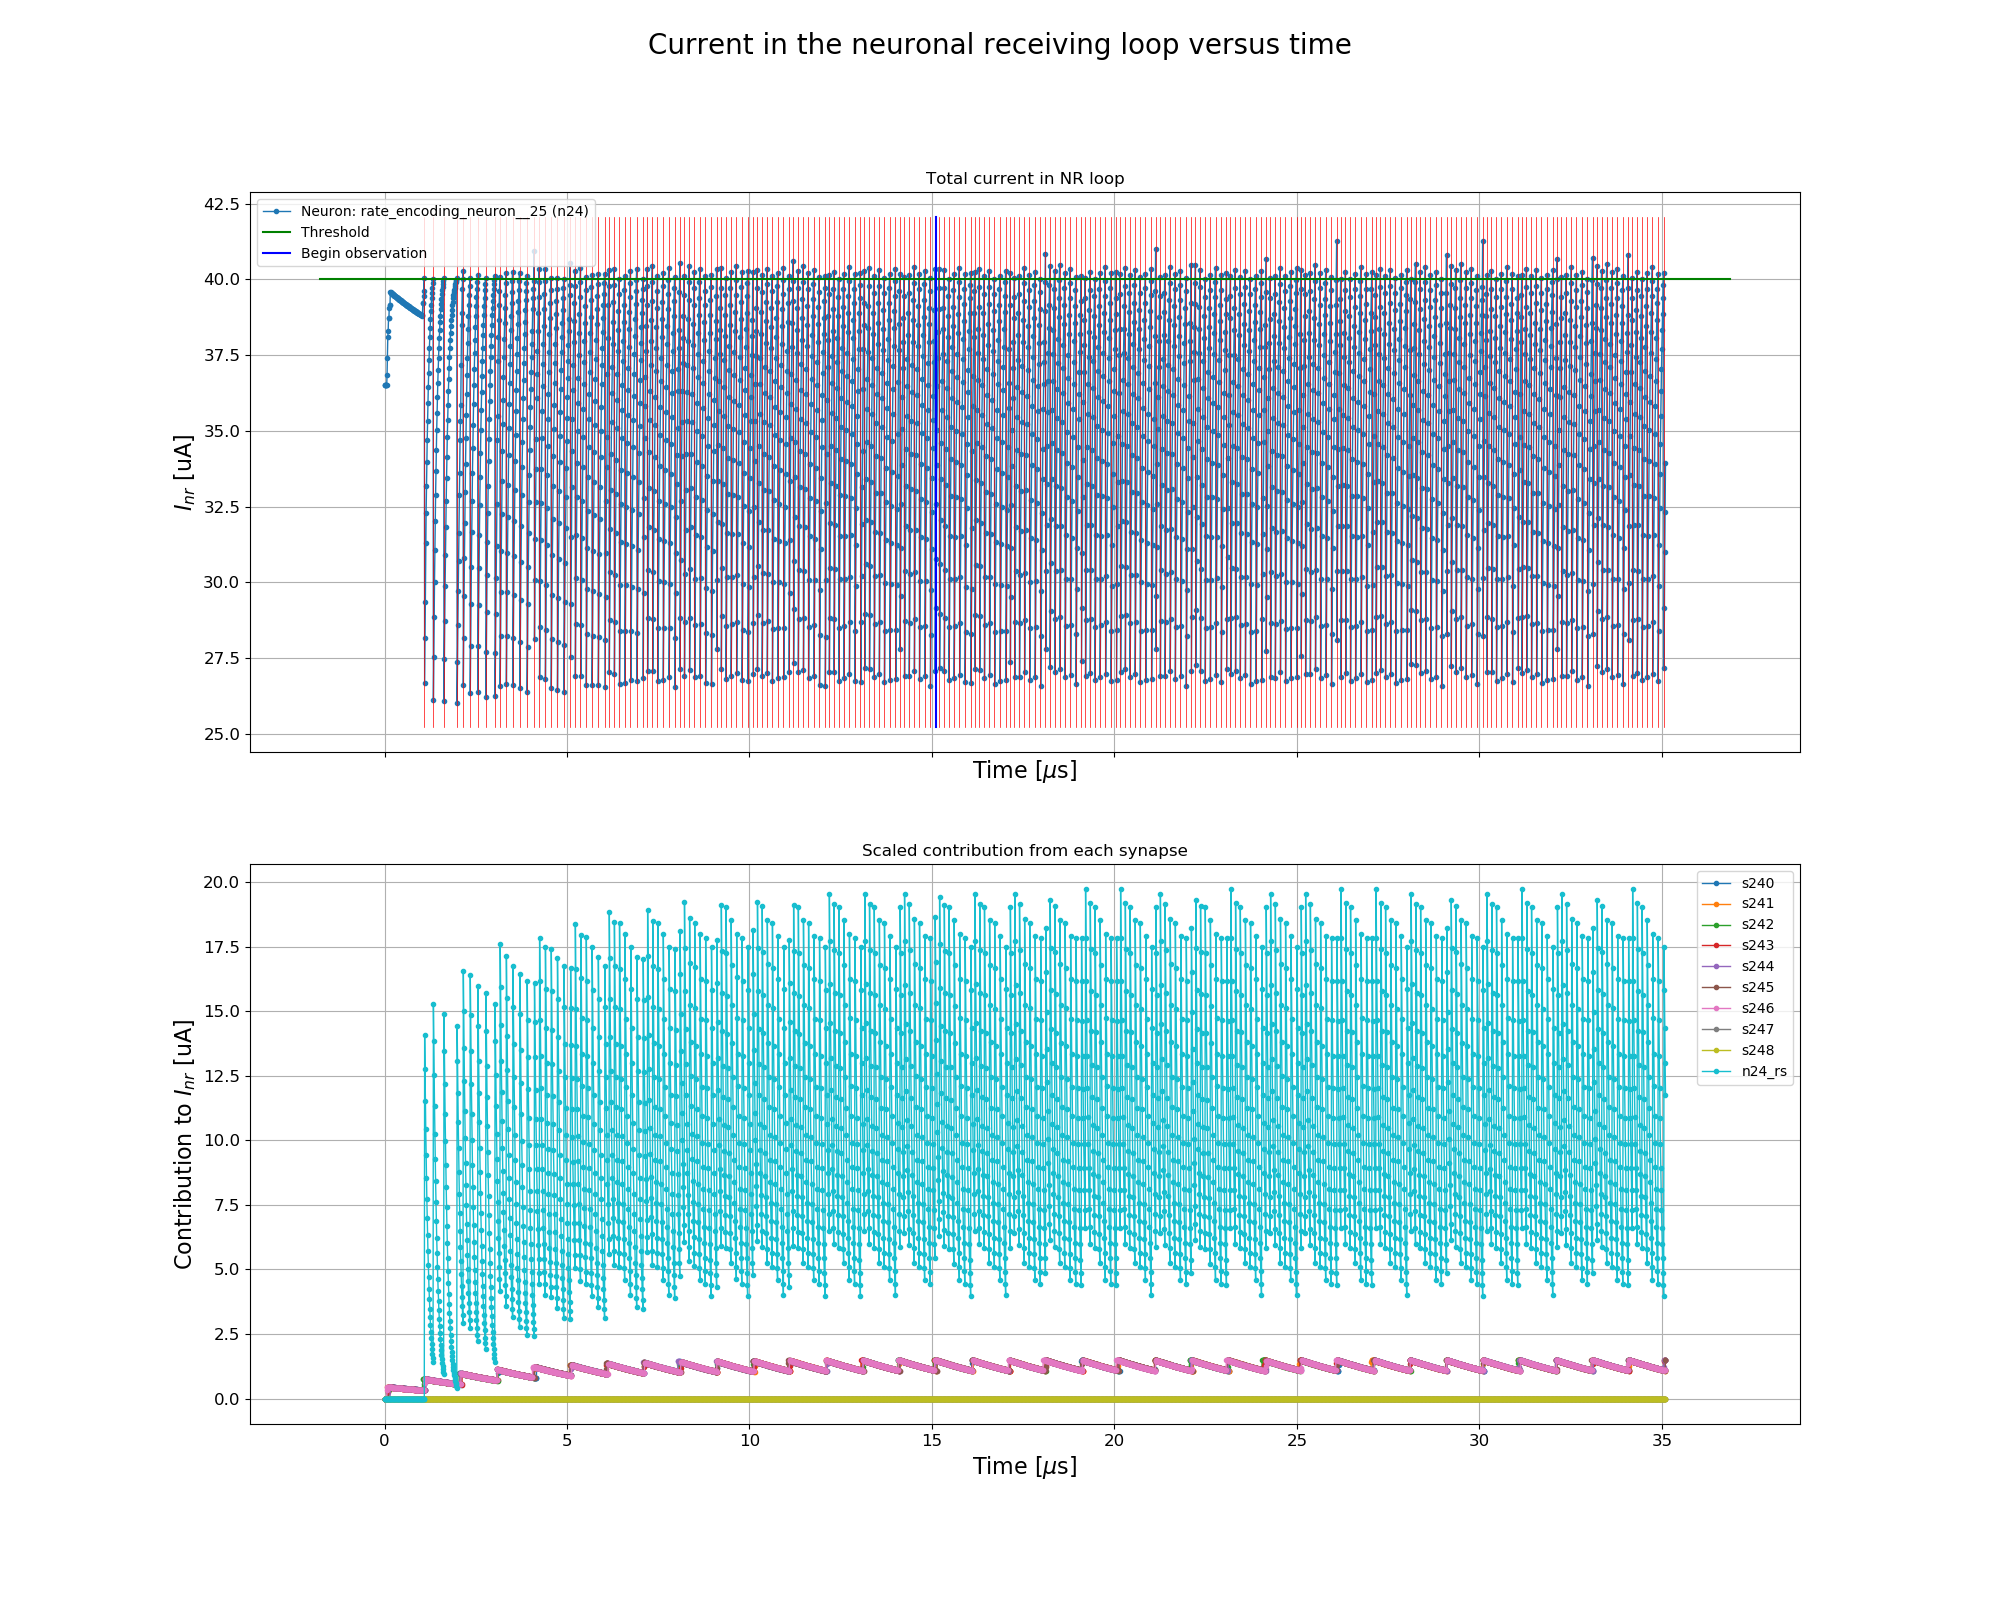 Current in the neuronal receiving loop versus time
Total current in NR loop
42.5
40.0
37.5
35.0
32.5
30.0
27.5
25.0
I_nr [uA]
Neuron: rate_encoding_neuron__25 (n24)
Threshold
Begin observation
Time [μs]
Scaled contribution from each synapse
20.0
17.5
15.0
12.5
10.0
7.5
5.0
2.5
0.0
Contribution to I_nr [uA]
s240
s241
s242
s243
s244
s245
s246
s247
s248
n24_rs
0 5 10 15 20 25 30 35
Time [μs]